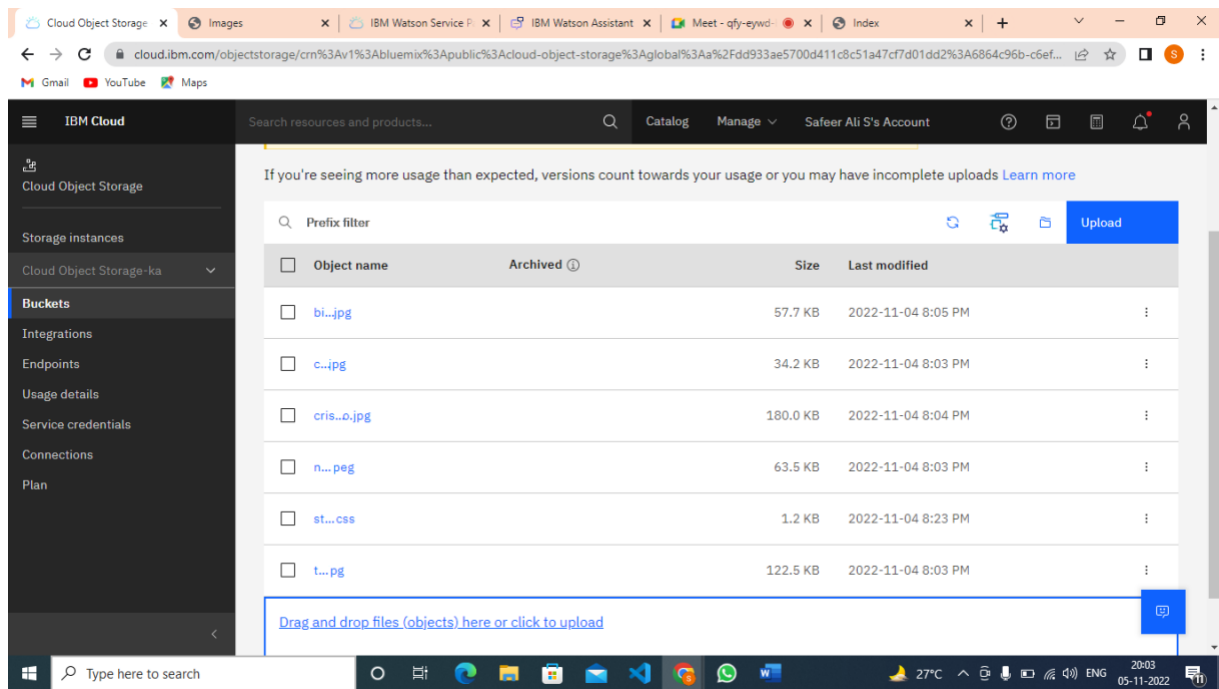 Cloud Object Storage
Images
IBM Watson Service P
IBM Watson Assistant
Meet - qfy-eywd-
Index
cloud.ibm.com/objectstorage/crn%3Av1%3Abluemix%3Apublic%3Acloud-object-storage%3Aglobal%3Aa%2Fdd933ae5700d411c8c51a47cf7d01dd2%3A6864c96b-c6ef...
S
Gmail
YouTube
Maps
IBM Cloud
Search resources and products...
Catalog
Manage
Safeer Ali S's Account
Cloud Object Storage
Storage instances
Cloud Object Storage-ka
Buckets
Integrations
Endpoints
Usage details
Service credentials
Connections
Plan
If you're seeing more usage than expected, versions count towards your usage or you may have incomplete uploads Learn more
Prefix filter
Upload
Object name Archived Size Last modified
bi...jpg 57.7 KB 2022-11-04 8:05 PM
c...jpg 34.2 KB 2022-11-04 8:03 PM
cris...o.jpg 180.0 KB 2022-11-04 8:04 PM
n...peg 63.5 KB 2022-11-04 8:03 PM
st...css 1.2 KB 2022-11-04 8:23 PM
t...pg 122.5 KB 2022-11-04 8:03 PM
Drag and drop files (objects) here or click to upload
Type here to search
27°C
ENG
20:03
05-11-2022
11